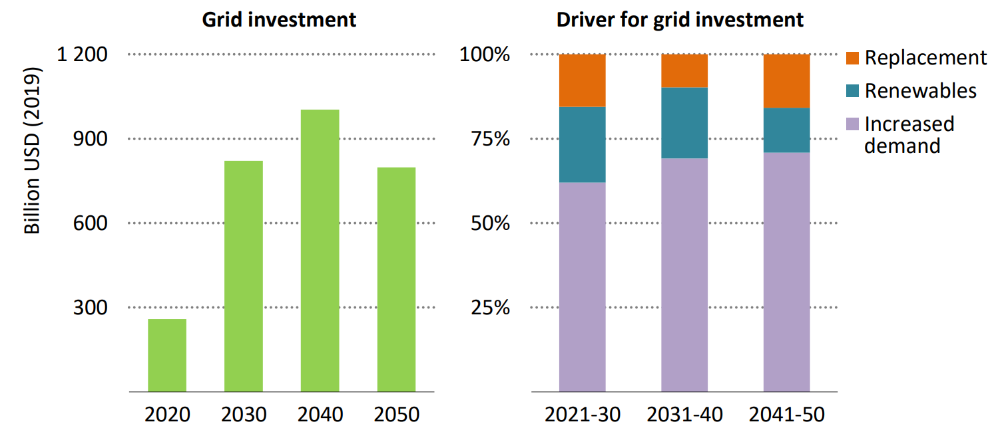 Grid investment
Billion USD (2019)
1 200
900
600
300
2020 2030 2040 2050
Driver for grid investment
100%
75%
50%
25%
2021-30 2031-40 2041-50
Replacement
Renewables
Increased
demand